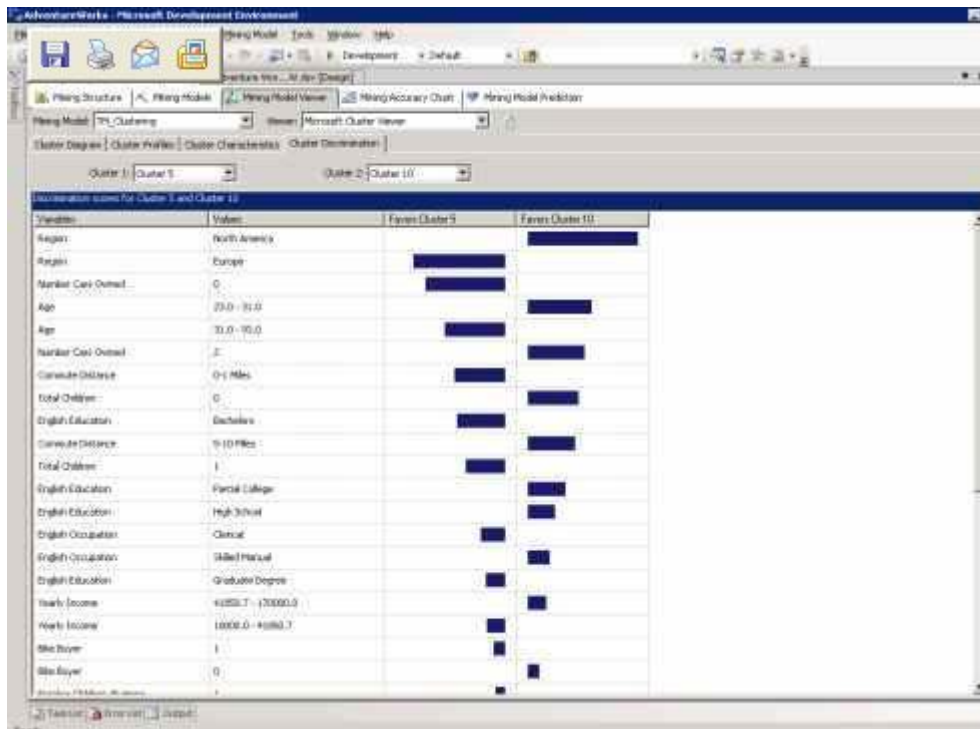 AdventureWorks - Microsoft Development Environment
Mining Model Tools Window Help
Development Default
[Design]
Mining Structure Mining Models Mining Model Viewer Mining Accuracy Chart Mining Model Prediction
Mining Model: TM_Clustering Viewer: Microsoft Cluster Viewer
Cluster Diagram Cluster Profiles Cluster Characteristics Cluster Discrimination
Cluster 1: Cluster 5 Cluster 2: Cluster 10
Discrimination scores for Cluster 5 and Cluster 10
Variables Values Favors Cluster 5 Favors Cluster 10
Region North America
Region Europe
Number Cars Owned 0
Age
Age
Number Cars Owned 2
Commute Distance 0-1 Miles
Total Children 0
English Education Bachelors
Commute Distance Miles
Total Children 1
English Education Partial College
English Education High School
English Occupation Clerical
English Occupation Skilled Manual
English Education Graduate Degree
Yearly Income
Yearly Income
Bike Buyer 1
Bike Buyer 0
Task List Error List Output